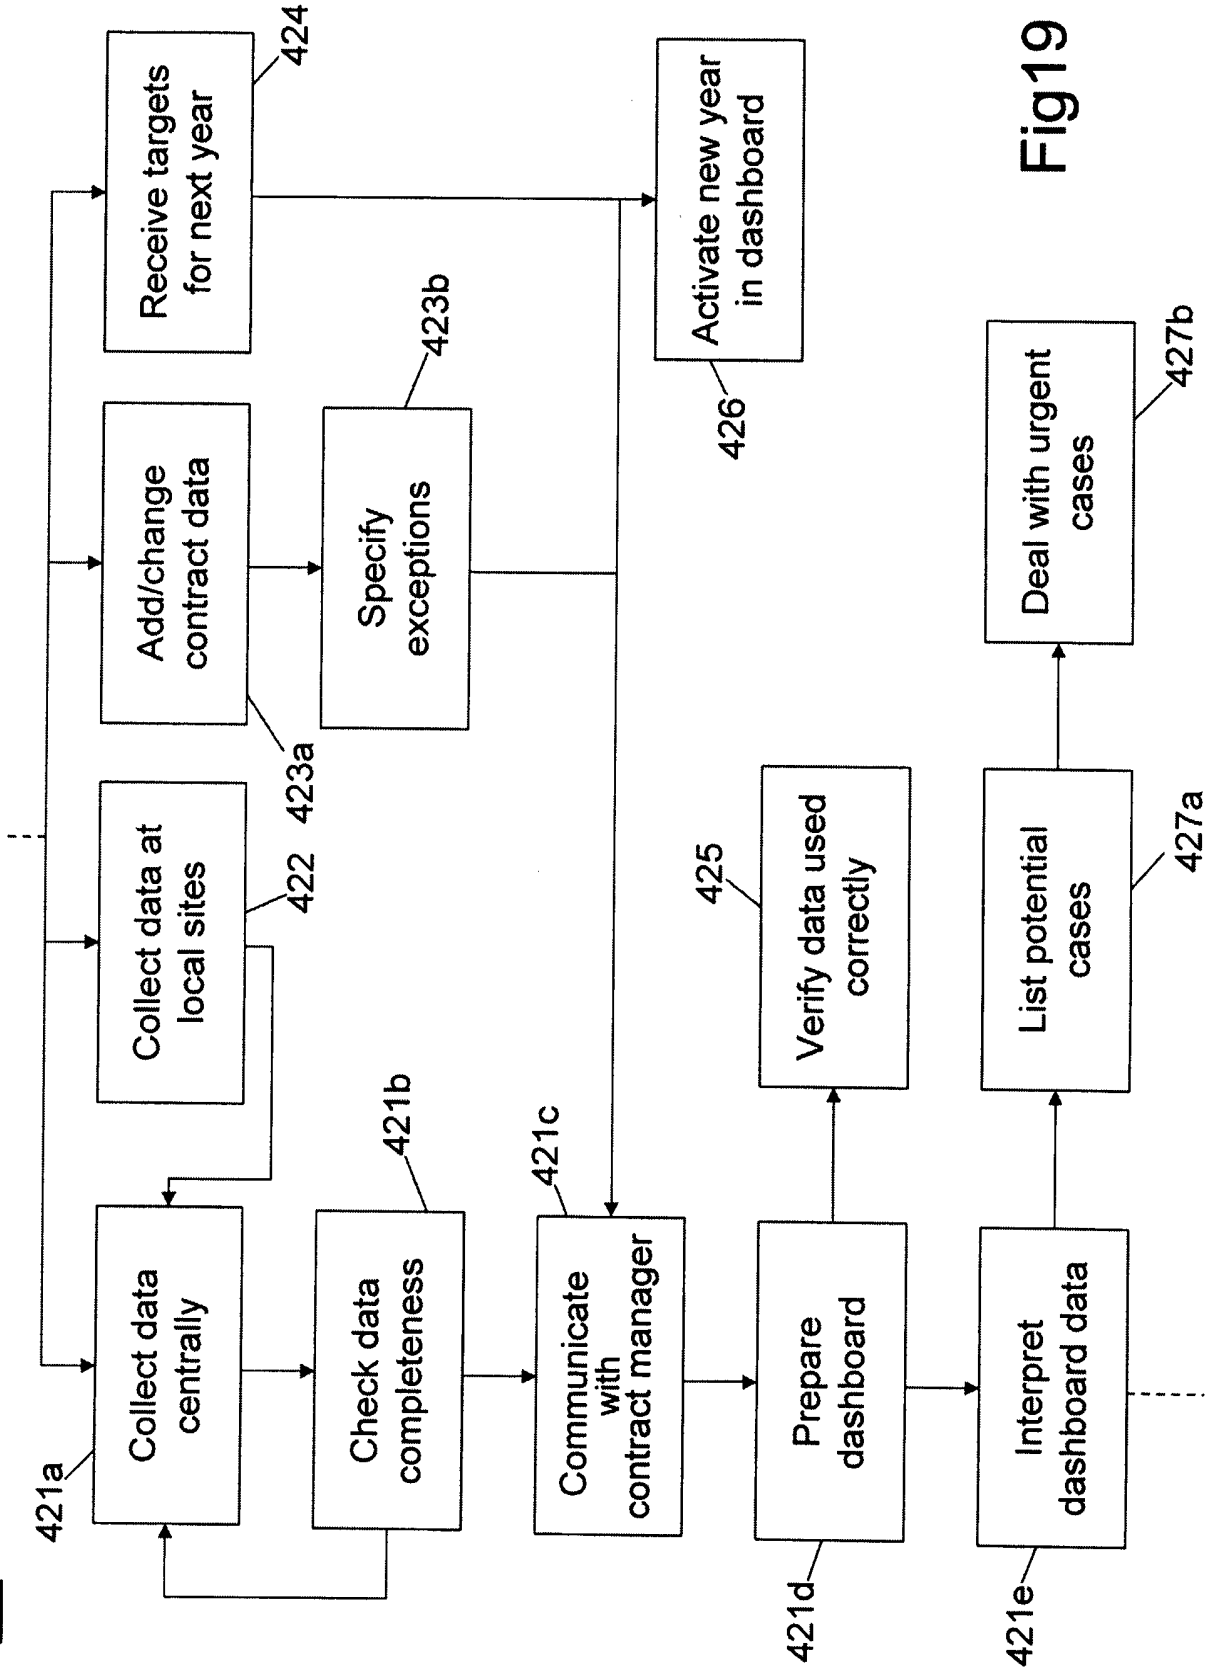 421a
Collect data
centrally
Collect data at
local sites
422
Add/change
contract data
423a
Receive targets
for next year
424
Check data
completeness
421b
Specify
exceptions
423b
Communicate
with
contract manager
421c
Activate new year
in dashboard
426
Prepare
dashboard
421d
Verify data used
correctly
425
Interpret
dashboard data
421e
List potential
cases
427a
Deal with urgent
cases
427b
Fig19